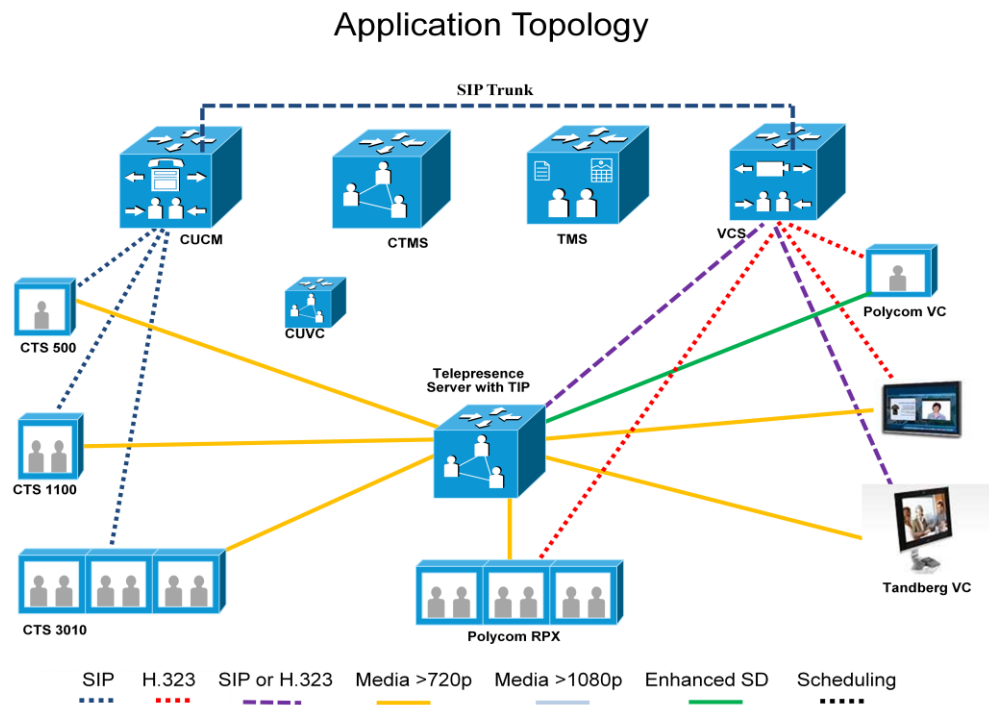 Application Topology
SIP Trunk
CUCM
CTMS
TMS
VCS
CTS 500
CUVC
Polycom VC
Telepresence
Server with TIP
CTS 1100
Tandberg VC
CTS 3010
Polycom RPX
SIP H.323 SIP or H.323 Media >720p Media >1080p Enhanced SD Scheduling